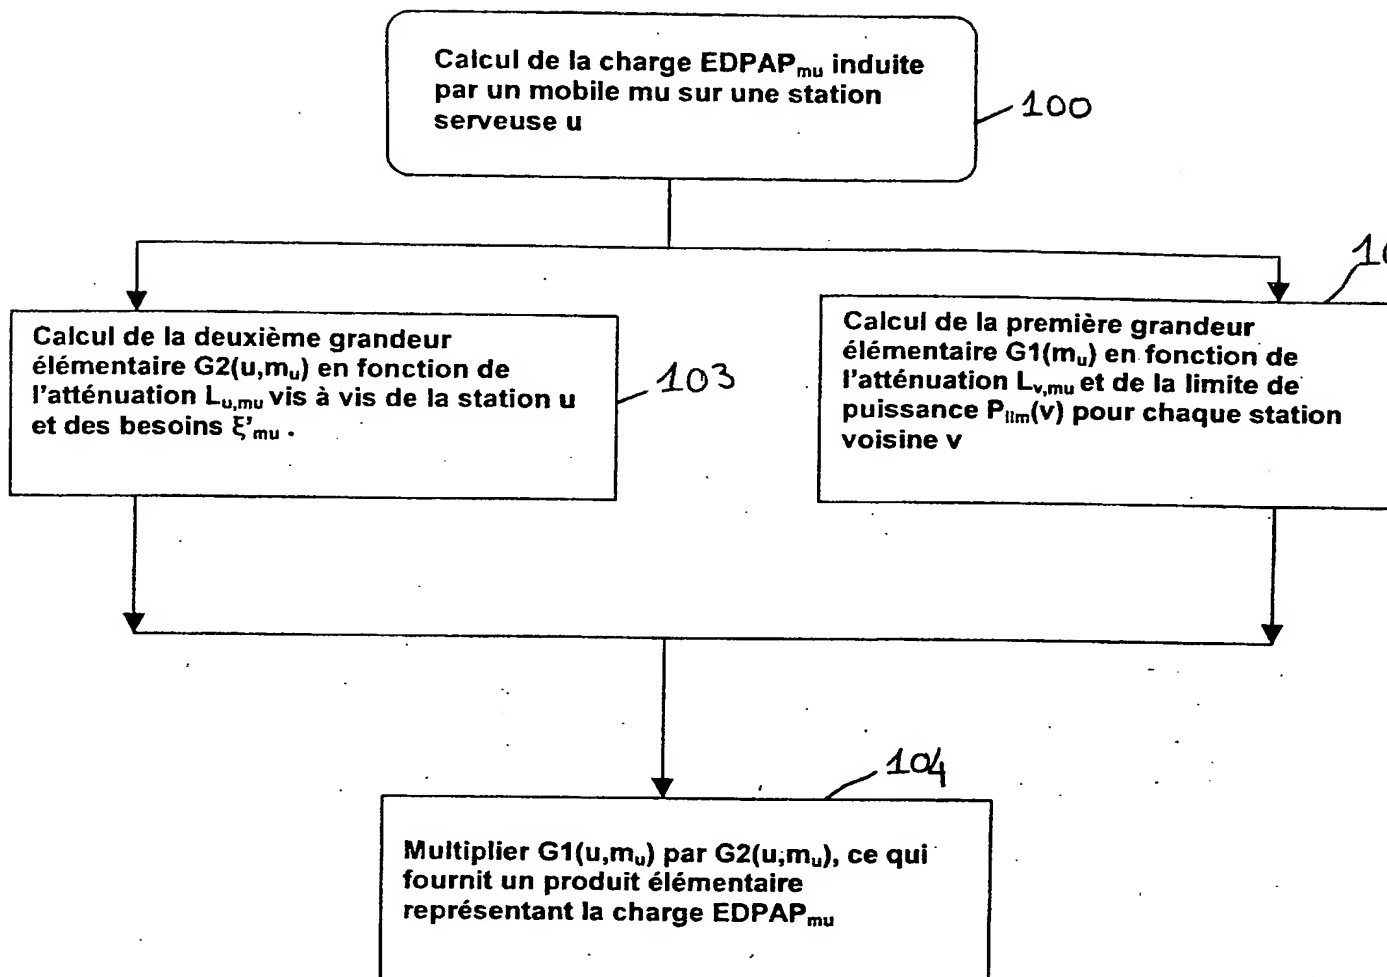 Calcul de la charge EDPAPmu induite
par un mobile mu sur une station
serveuse u
100
Calcul de la deuxième grandeur
élémentaire G2(u,mu) en fonction de
l'atténuation Lu,mu vis à vis de la station u
et des besoins ξ'mu .
103
Calcul de la première grandeur
élémentaire G1(mu) en fonction de
l'atténuation Lv,mu et de la limite de
puissance Plim(v) pour chaque station
voisine v
104
Multiplier G1(u,mu) par G2(u,mu), ce qui
fournit un produit élémentaire
représentant la charge EDPAPmu